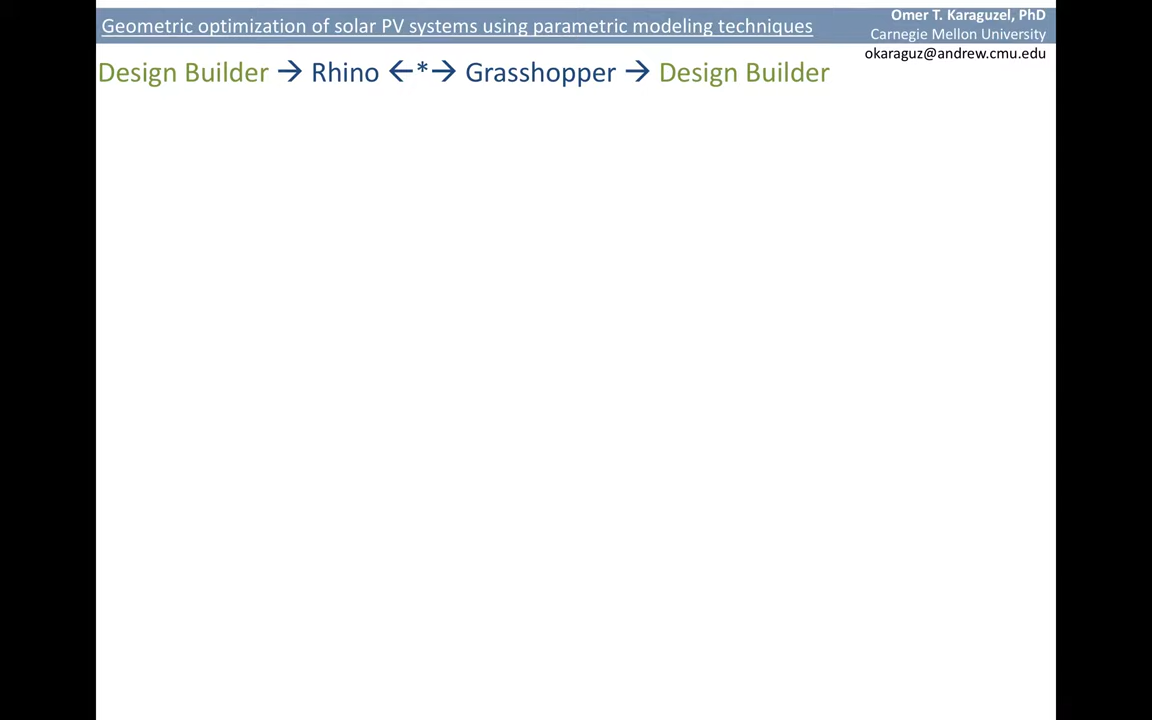 Geometric optimization of solar PV systems using parametric modeling techniques
Omer T. Karaguzel, PhD
Carnegie Mellon University
okaraguz@andrew.cmu.edu
Design Builder → Rhino ←*→ Grasshopper → Design Builder